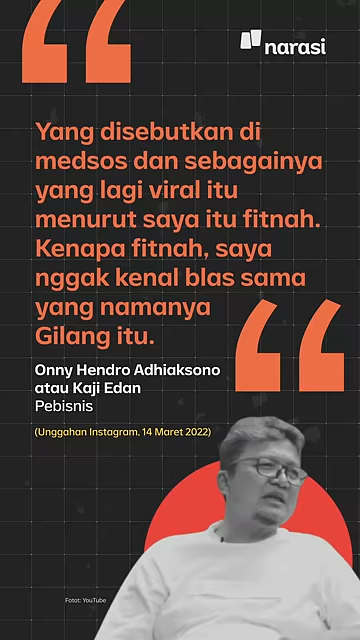 narasi
Yang disebutkan di
medsos dan sebagainya
yang lagi viral itu
menurut saya itu fitnah.
Kenapa fitnah, saya
nggak kenal blas sama
yang namanya
Gilang itu.
Onny Hendro Adhiaksono
atau Kaji Edan
Pebisnis
(Unggahan Instagram, 14 Maret 2022)
Fotot: YouTube